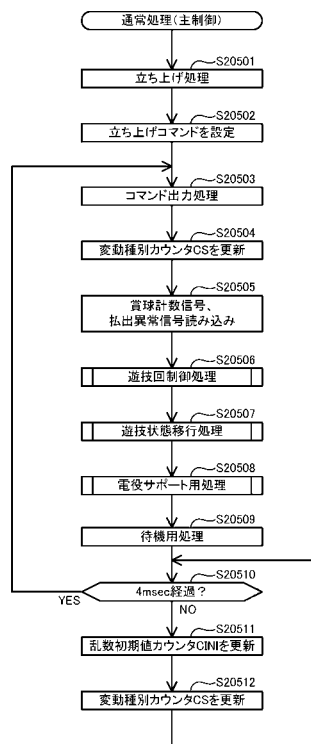 通常処理(主制御)
S20501
立ち上げ処理
S20502
立ち上げコマンドを設定
S20503
コマンド出力処理
S20504
変動種別カウンタCSを更新
S20505
賞球計数信号、
払出異常信号読み込み
S20506
遊技回制御処理
S20507
遊技状態移行処理
S20508
電役サポート用処理
S20509
待機用処理
S20510
4msec経過?
YES
NO
S20511
乱数初期値カウンタCINIを更新
S20512
変動種別カウンタCSを更新